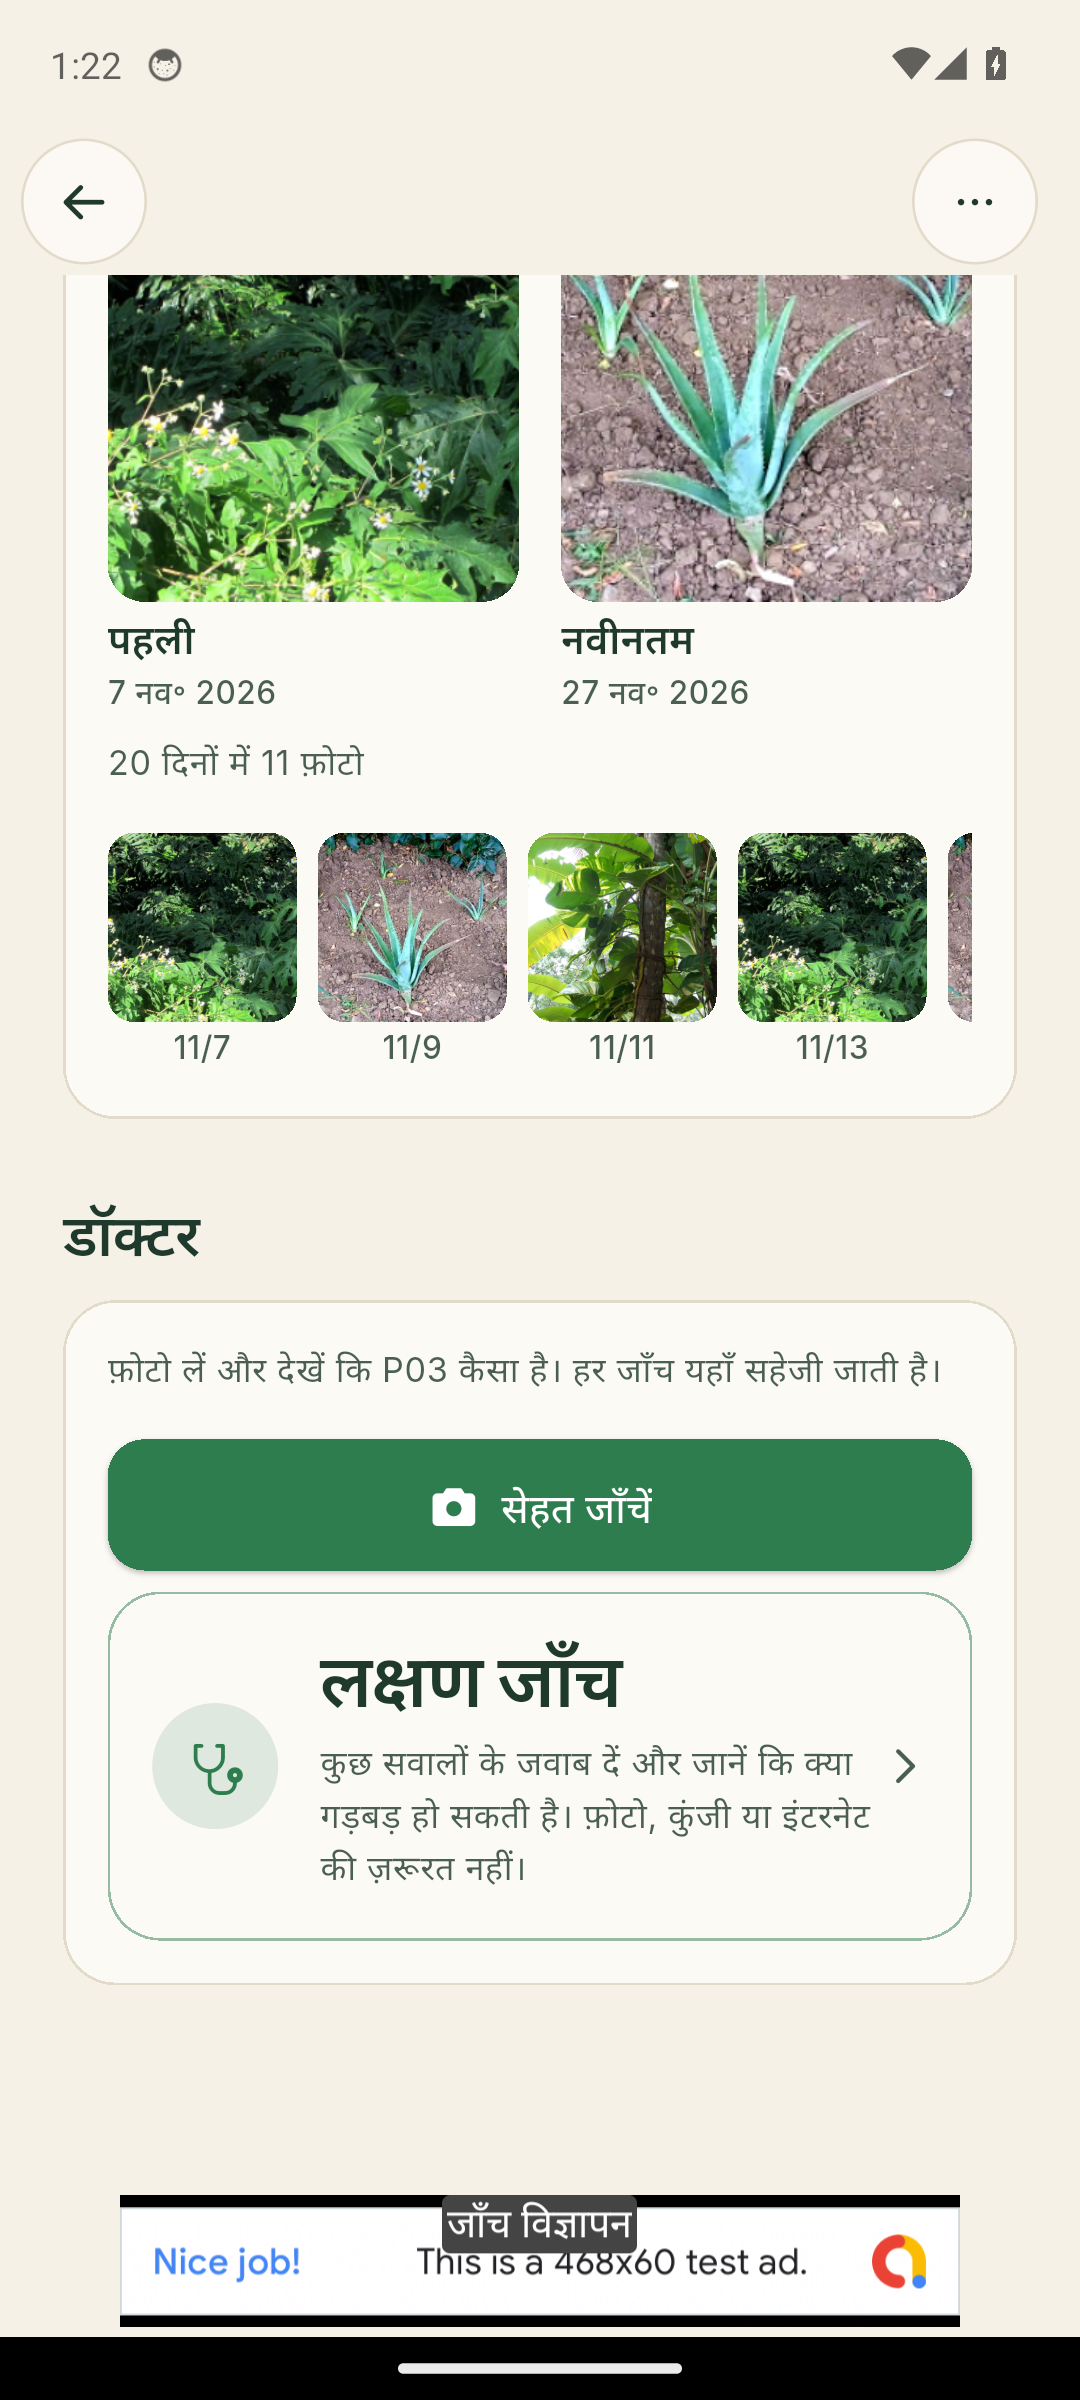 1:22
पहली
नवीनतम
7 नव॰ 2026
27 नव॰ 2026
20 दिनों में 11 फ़ोटो
11/7
11/9
11/11
11/13
डॉक्टर
फ़ोटो लें और देखें कि P03 कैसा है। हर जाँच यहाँ सहेजी जाती है।
सेहत जाँचें
लक्षण जाँच
कुछ सवालों के जवाब दें और जानें कि क्या
गड़बड़ हो सकती है। फ़ोटो, कुंजी या इंटरनेट
की ज़रूरत नहीं।
जाँच विज्ञापन
Nice job!
This is a 468x60 test ad.